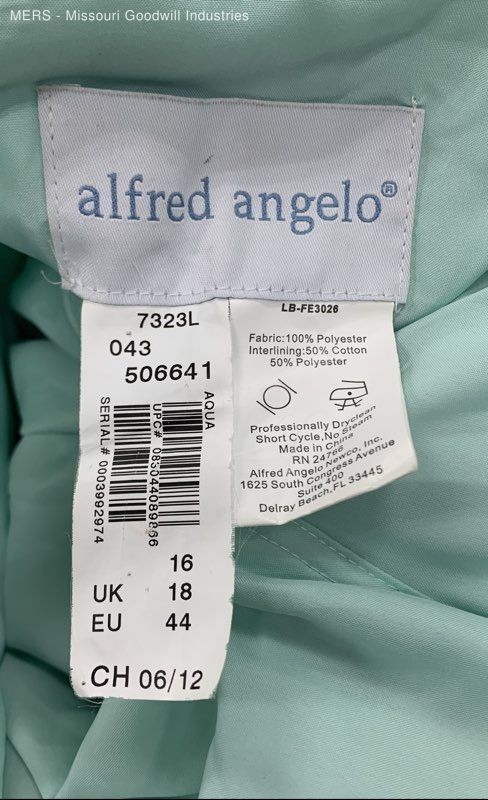 MERS - Missouri Goodwill Industries
alfred angelo®
7323L
043
506641
AQUA
UPC# 083044089866
SERIAL# 0003992974
16
UK 18
EU 44
.CH 06/12
LB-FE3026
Fabric:100% Polyester
Interlining:50% Cotton
50% Polyester
Professionally Dryclean
Short Cycle,No Steam
Made in China
RN 24766
Alfred Angelo Newco, Inc.
1625 South Congress Avenue
Suite 400
Delray Beach,FL 33445